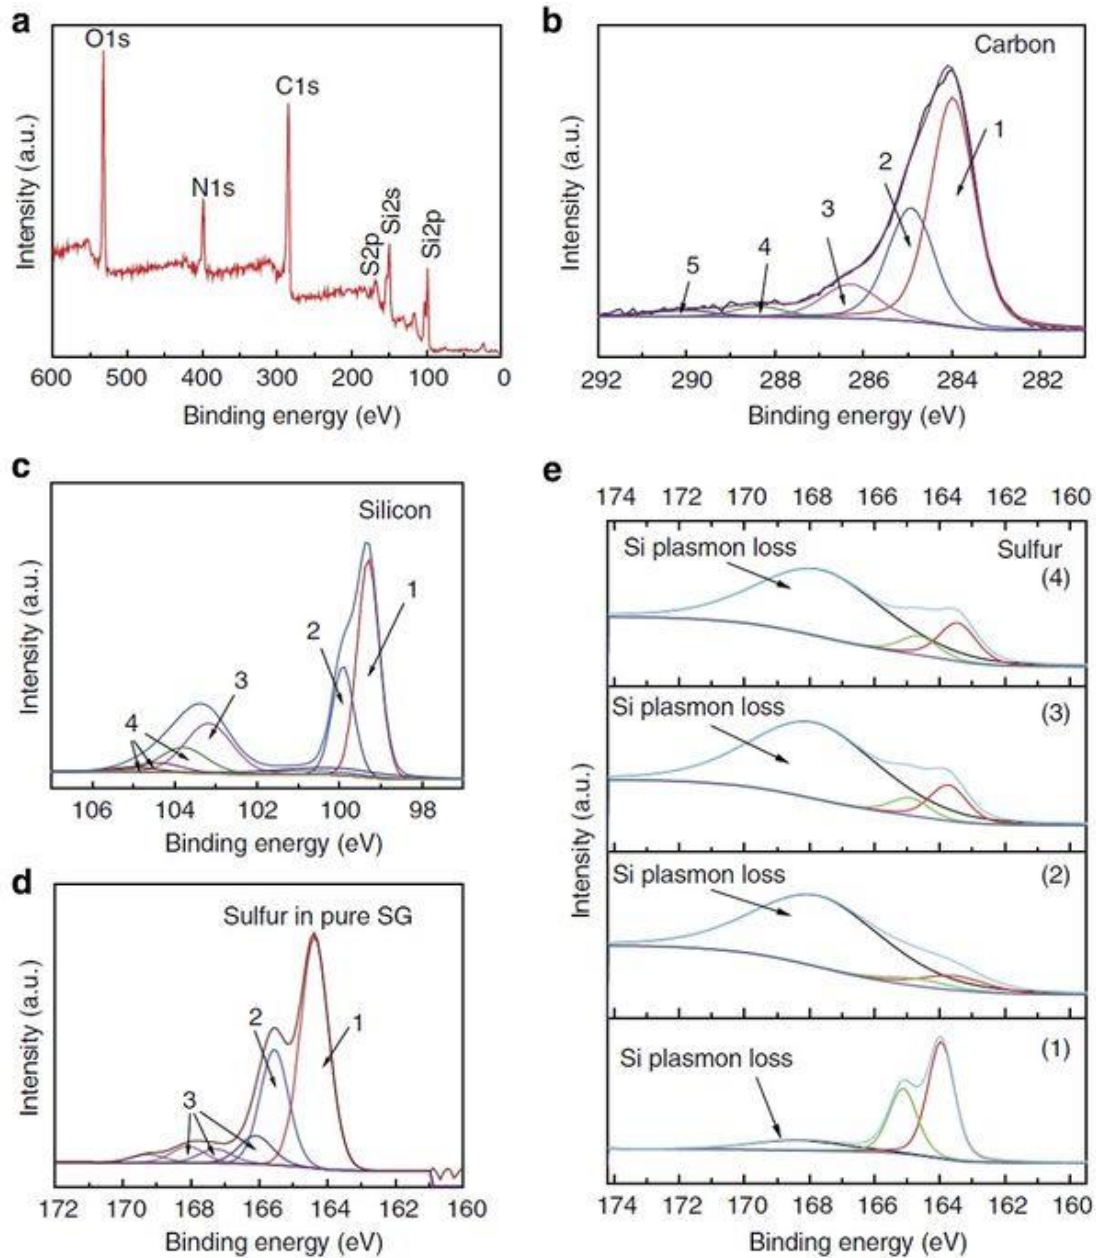 a
O1s
N1s
C1s
S2p
Si2s
Si2p
Intensity (a.u.)
600 500 400 300 200 100 0
Binding energy (eV)
b
Carbon
1
2
3
4
5
Intensity (a.u.)
292 290 288 286 284 282
Binding energy (eV)
c
Silicon
1
2
3
4
Intensity (a.u.)
106 104 102 100 98
Binding energy (eV)
d
Sulfur in pure SG
1
2
3
Intensity (a.u.)
172 170 168 166 164 162 160
Binding energy (eV)
e
174 172 170 168 166 164 162 160
Si plasmon loss
Sulfur
(4)
Si plasmon loss
(3)
Si plasmon loss
(2)
Si plasmon loss
(1)
Intensity (a.u.)
174 172 170 168 166 164 162 160
Binding energy (eV)